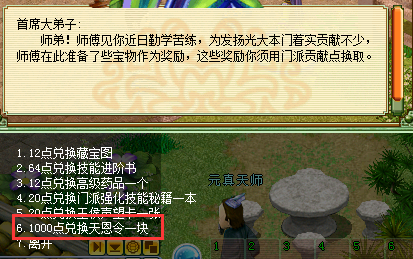 首席大弟子:
师弟！师傅见你近日勤学苦练，为发扬光大本门着实贡献不少，
师傅在此准备了些宝物作为奖励，这些奖励你须用门派贡献点换取。
1.12点兑换藏宝图
2.64点兑换技能进阶书
3.12点兑换高级药品一个
4.20点兑换门派强化技能秘籍一本
5.20点兑换王侯声望卡一张
6.1000点兑换天恩令一块
7.离开
元真天师
1 2 3 4 5 6